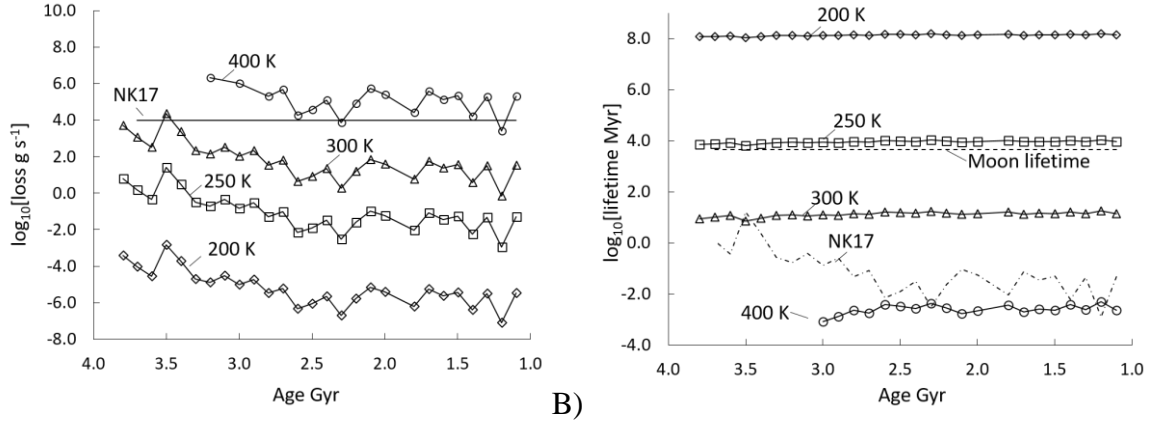 10.0
8.0
6.0
4.0
2.0
0.0
-2.0
-4.0
-6.0
-8.0
log₁₀[loss g s⁻¹]
400 K
NK17
300 K
250 K
200 K
4.0 3.5 3.0 2.5 2.0 1.5 1.0
Age Gyr
B)
8.0
6.0
4.0
2.0
0.0
-2.0
-4.0
log₁₀[lifetime Myr]
200 K
250 K
Moon lifetime
300 K
NK17
400 K
4.0 3.5 3.0 2.5 2.0 1.5 1.0
Age Gyr